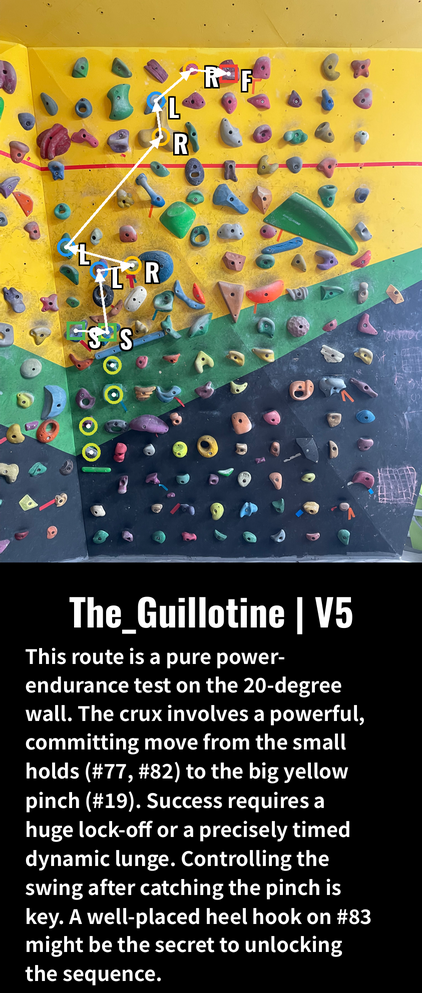 R F
L
R
L
L R
S S
The_Guillotine | V5
This route is a pure power-
endurance test on the 20-degree
wall. The crux involves a powerful,
committing move from the small
holds (#77, #82) to the big yellow
pinch (#19). Success requires a
huge lock-off or a precisely timed
dynamic lunge. Controlling the
swing after catching the pinch is
key. A well-placed heel hook on #83
might be the secret to unlocking
the sequence.